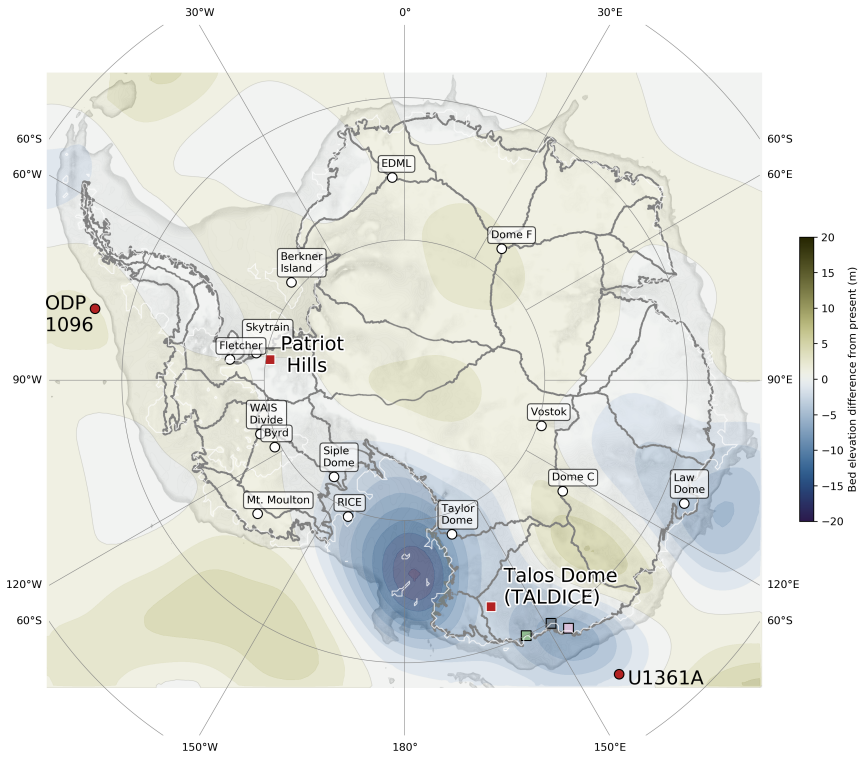 30°W
0°
30°E
60°S
60°S
60°W
60°E
EDML
Dome F
Berkner
Island
ODP
1096
Skytrain
Fletcher
Patriot
Hills
90°W
90°E
WAIS
Divide
Byrd
Vostok
Siple
Dome
Dome C
Law
Dome
Mt. Moulton
RICE
Taylor
Dome
Talos Dome
(TALDICE)
120°W
120°E
60°S
60°S
U1361A
150°W
180°
150°E
20
15
10
5
0
−5
−10
−15
−20
Bed elevation difference from present (m)